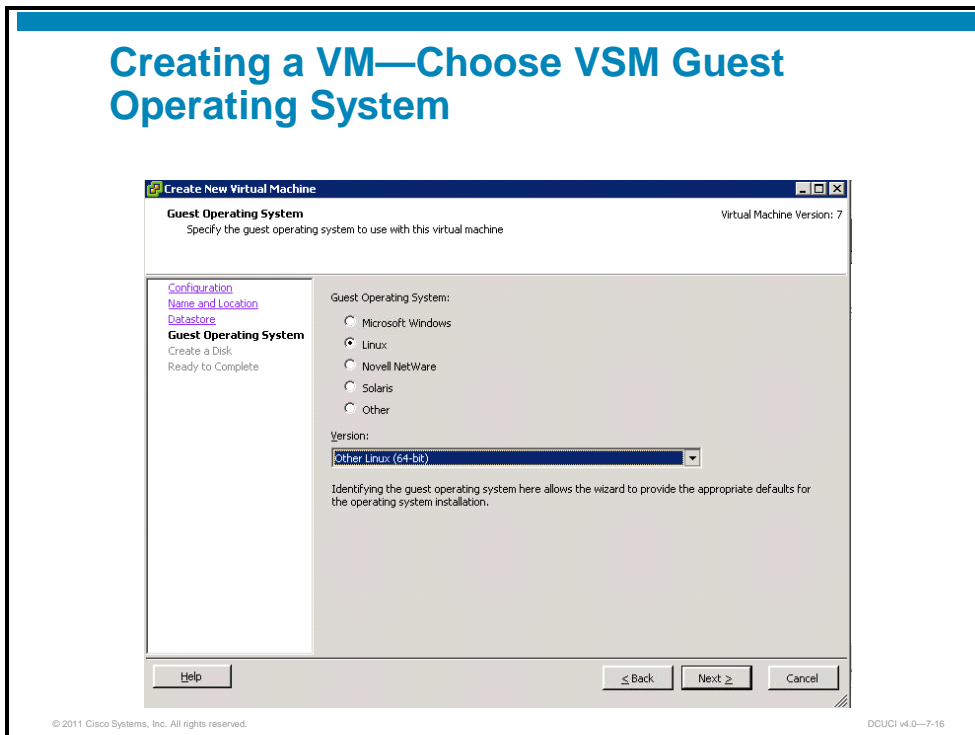 Creating a VM—Choose VSM Guest
Operating System
Create New Virtual Machine
Guest Operating System
Virtual Machine Version: 7
Specify the guest operating system to use with this virtual machine
Configuration
Name and Location
Datastore
Guest Operating System
Create a Disk
Ready to Complete
Guest Operating System:
Microsoft Windows
Linux
Novell NetWare
Solaris
Other
Version:
Other Linux (64-bit)
Identifying the guest operating system here allows the wizard to provide the appropriate defaults for
the operating system installation.
Help
< Back
Next >
Cancel
© 2011 Cisco Systems, Inc. All rights reserved.
DCUCI v4.0—7-16